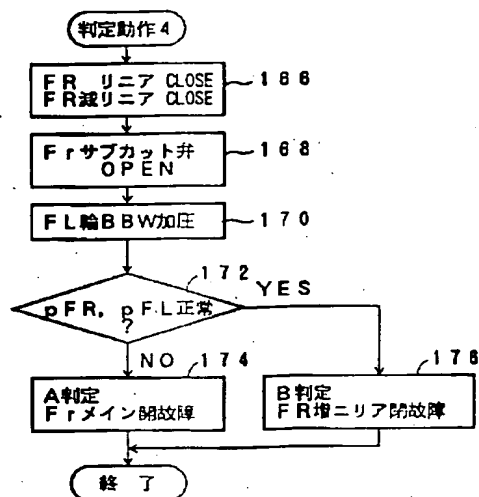 判定動作4
FR リニア CLOSE
FR減リニア CLOSE
166
Frサブカット弁
OPEN
168
FL輪BBW加圧
170
172
pFR, pFL正常
?
YES
NO
174
A判定
Frメイン開故障
176
B判定
FR増ニリア閉故障
終了